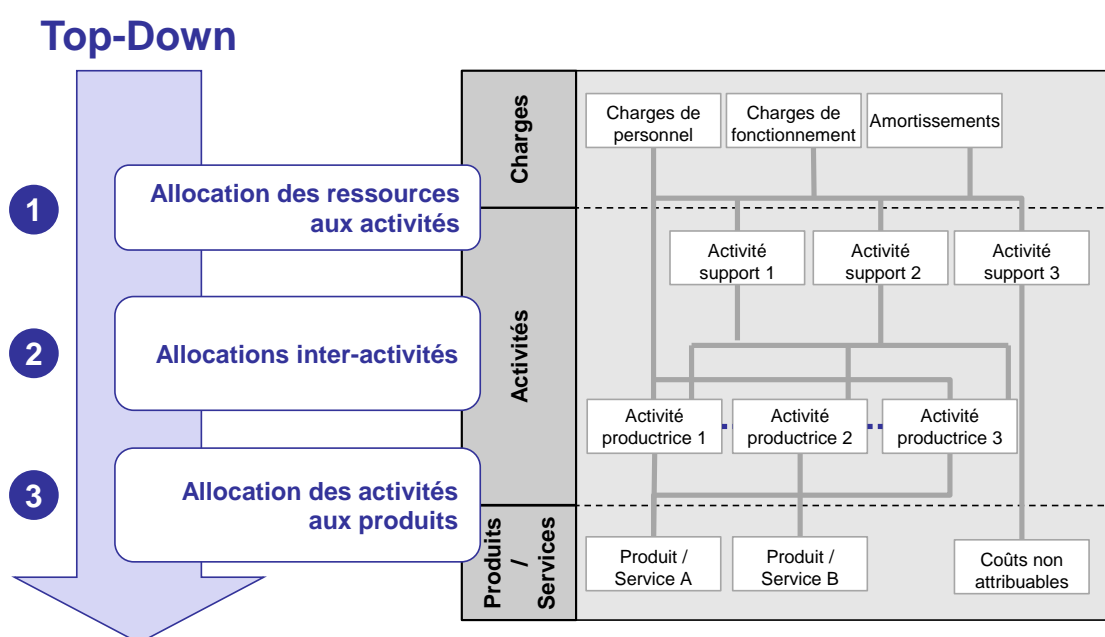 Top-Down
1
Allocation des ressources
aux activités
2
Allocations inter-activités
3
Allocation des activités
aux produits
Charges
Activités
Produits
/
Services
Charges de
personnel
Charges de
fonctionnement
Amortissements
Activité
support 1
Activité
support 2
Activité
support 3
Activité
productrice 1
Activité
productrice 2
Activité
productrice 3
Produit /
Service A
Produit /
Service B
Coûts non
attribuables